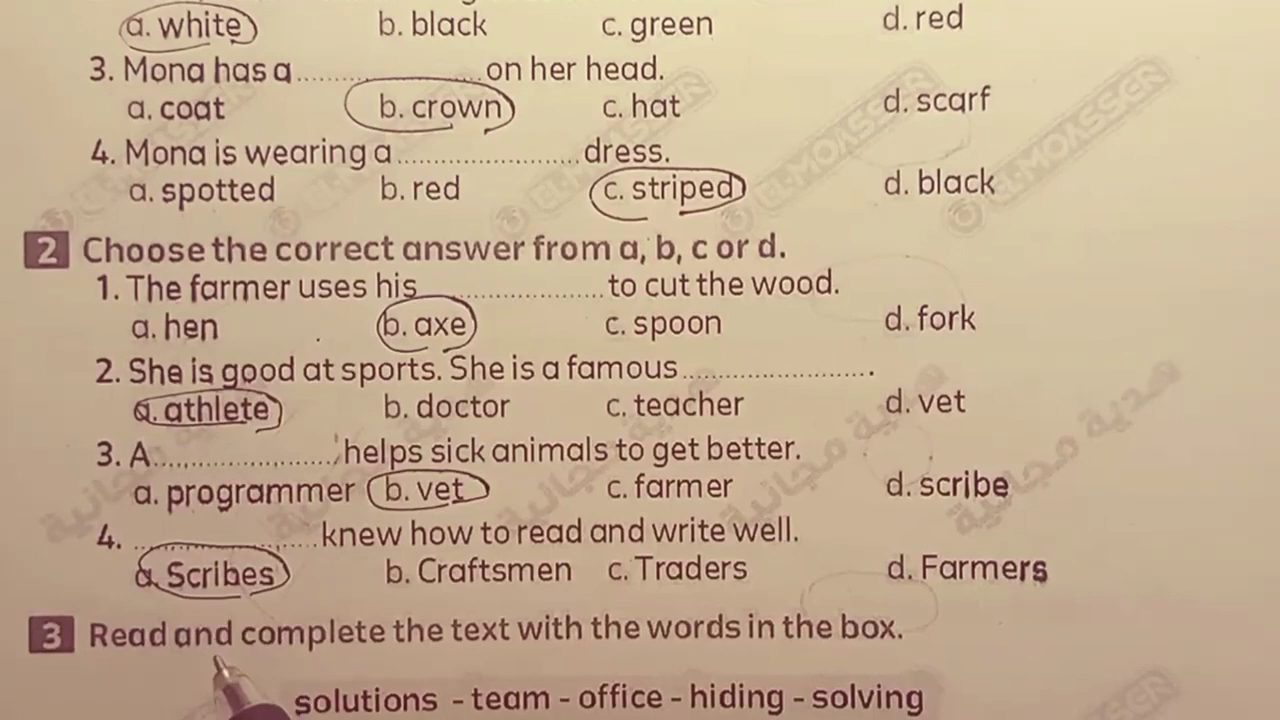 a. white b. black c. green d. red
3. Mona has a.......................on her head.
a. coat b. crown c. hat d. scarf
4. Mona is wearing a.......................dress.
a. spotted b. red c. striped d. black
2 Choose the correct answer from a, b, c or d.
1. The farmer uses his.......................to cut the wood.
a. hen b. axe c. spoon d. fork
2. She is good at sports. She is a famous........................
a. athlete b. doctor c. teacher d. vet
3. A.......................helps sick animals to get better.
a. programmer b. vet c. farmer d. scribe
4. .......................knew how to read and write well.
a. Scribes b. Craftsmen c. Traders d. Farmers
3 Read and complete the text with the words in the box.
solutions - team - office - hiding - solving
ELMOASSER
هدية مجانية